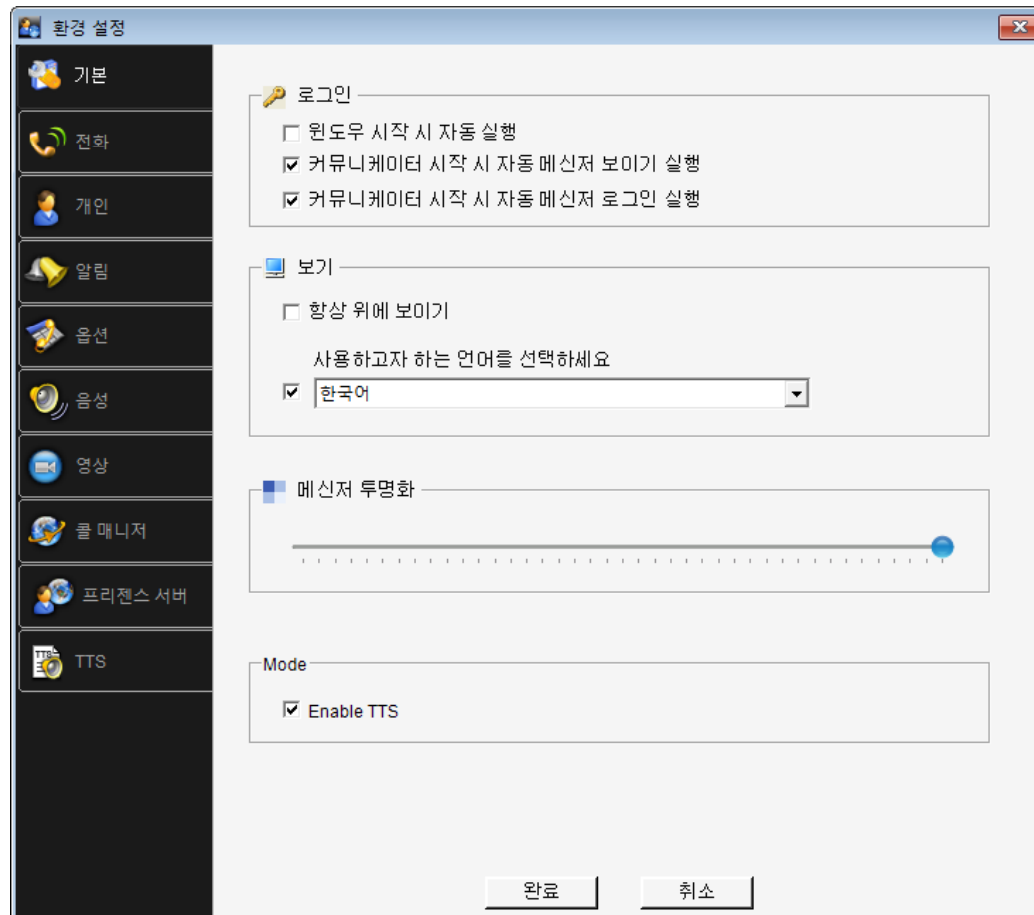 환경 설정
기본
전화
개인
알림
옵션
음성
영상
콜 매니저
프리젠스 서버
TTS
로그인
윈도우 시작 시 자동 실행
커뮤니케이터 시작 시 자동 메신저 보이기 실행
커뮤니케이터 시작 시 자동 메신저 로그인 실행
보기
항상 위에 보이기
사용하고자 하는 언어를 선택하세요
한국어
메신저 투명화
Mode
Enable TTS
완료
취소